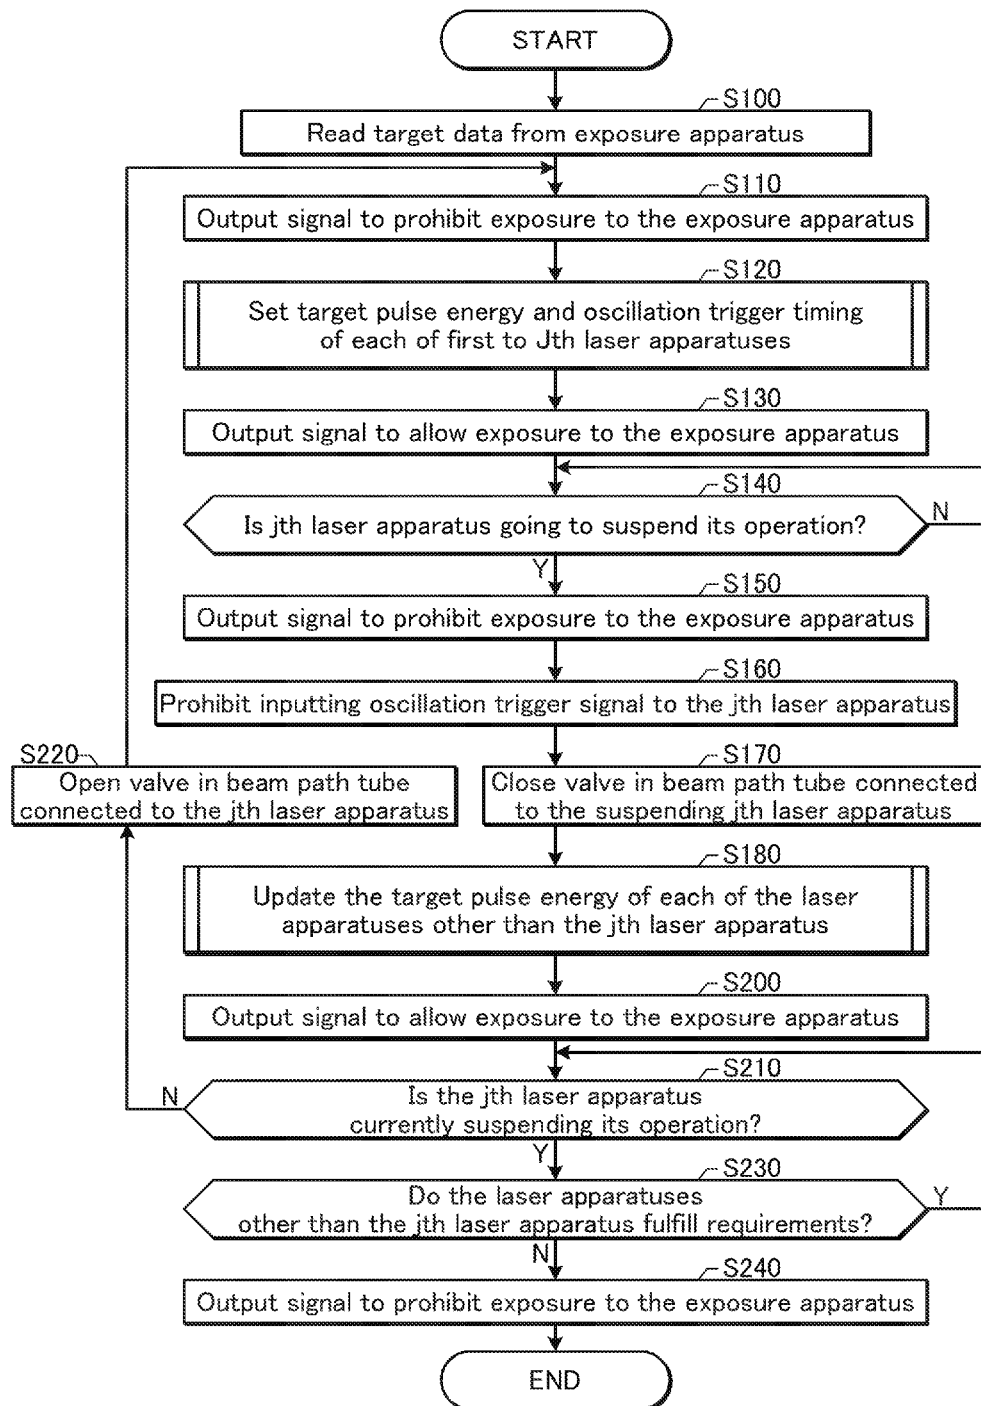 START
S100
Read target data from exposure apparatus
S110
Output signal to prohibit exposure to the exposure apparatus
S120
Set target pulse energy and oscillation trigger timing
of each of first to Jth laser apparatuses
S130
Output signal to allow exposure to the exposure apparatus
S140
Is jth laser apparatus going to suspend its operation?
N
Y
S150
Output signal to prohibit exposure to the exposure apparatus
S160
Prohibit inputting oscillation trigger signal to the jth laser apparatus
S220
Open valve in beam path tube
connected to the jth laser apparatus
S170
Close valve in beam path tube connected
to the suspending jth laser apparatus
S180
Update the target pulse energy of each of the laser
apparatuses other than the jth laser apparatus
S200
Output signal to allow exposure to the exposure apparatus
S210
N
Is the jth laser apparatus
currently suspending its operation?
Y
S230
Do the laser apparatuses
other than the jth laser apparatus fulfill requirements?
Y
N
S240
Output signal to prohibit exposure to the exposure apparatus
END